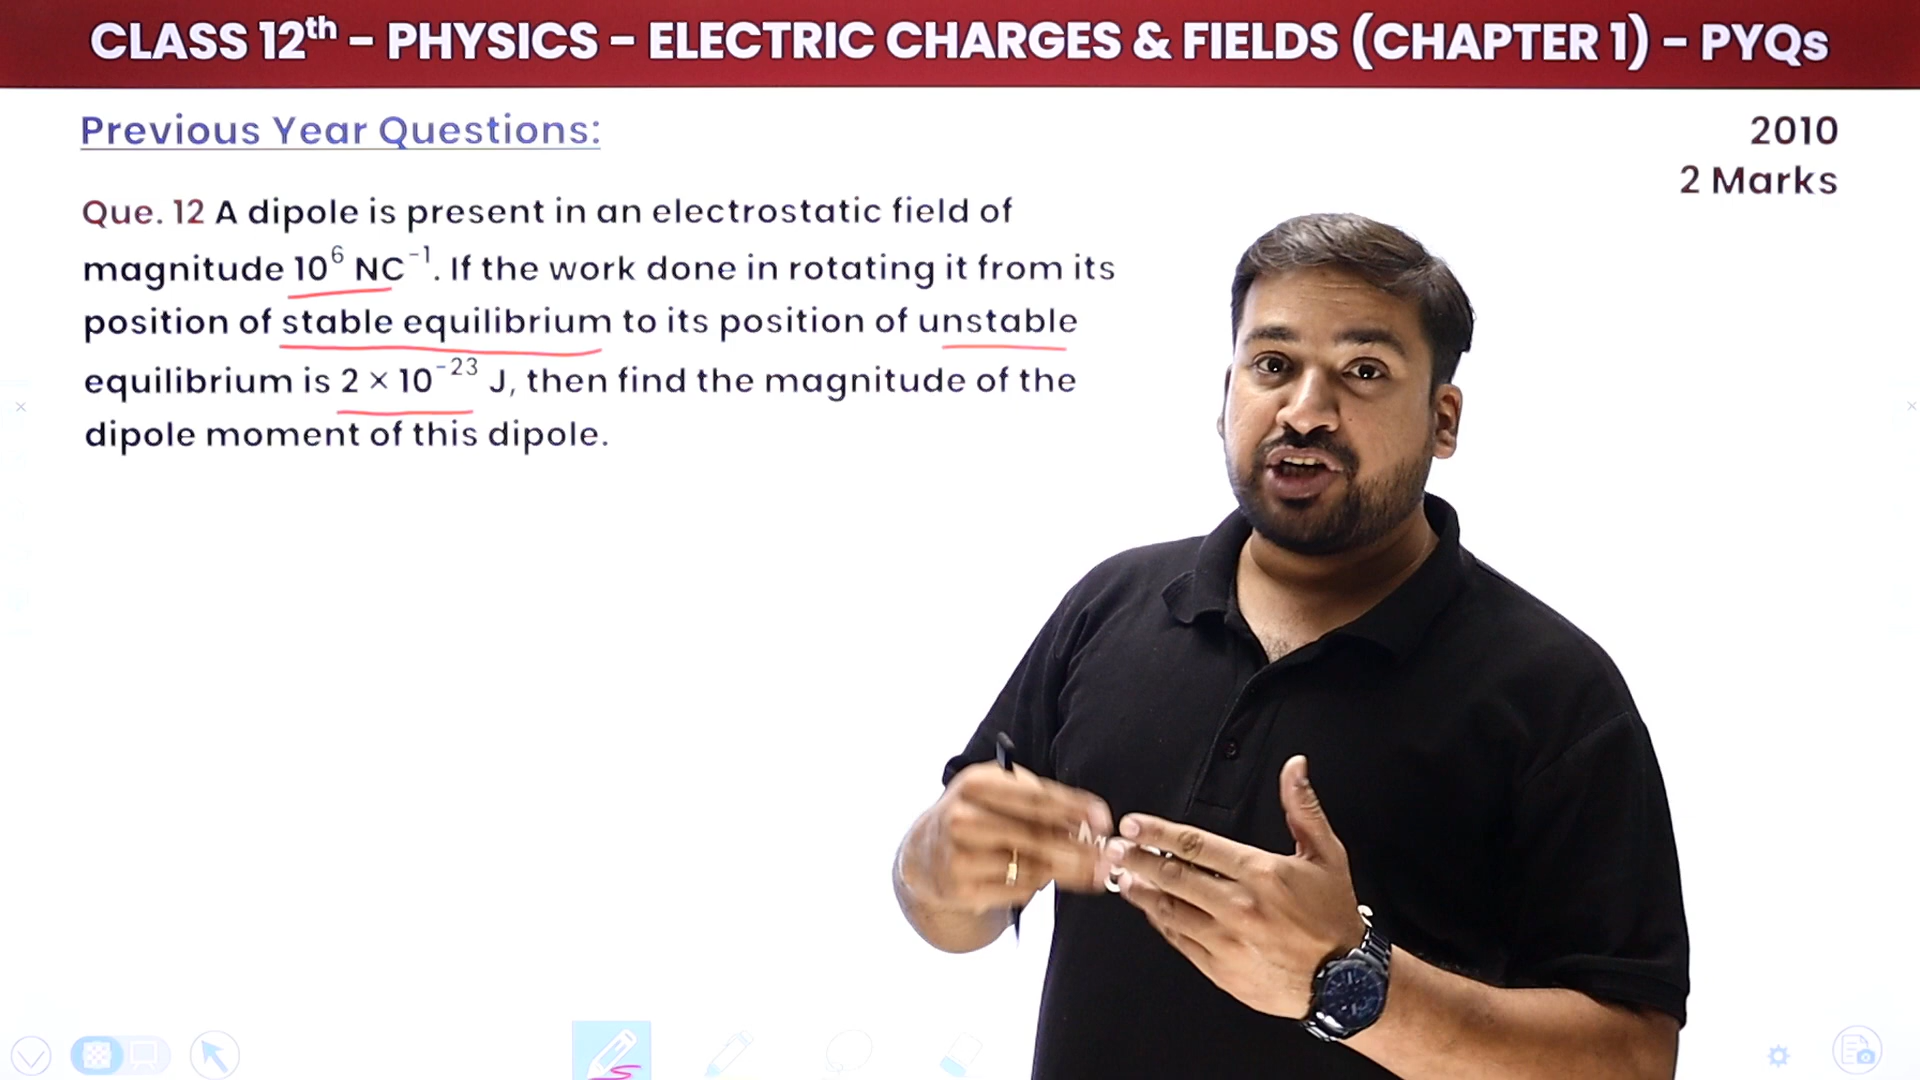 CLASS 12th – PHYSICS – ELECTRIC CHARGES & FIELDS (CHAPTER 1) – PYQs
Previous Year Questions:
2010
2 Marks
Que. 12 A dipole is present in an electrostatic field of
magnitude 10⁶ NC⁻¹. If the work done in rotating it from its
position of stable equilibrium to its position of unstable
equilibrium is 2 × 10⁻²³ J, then find the magnitude of the
dipole moment of this dipole.